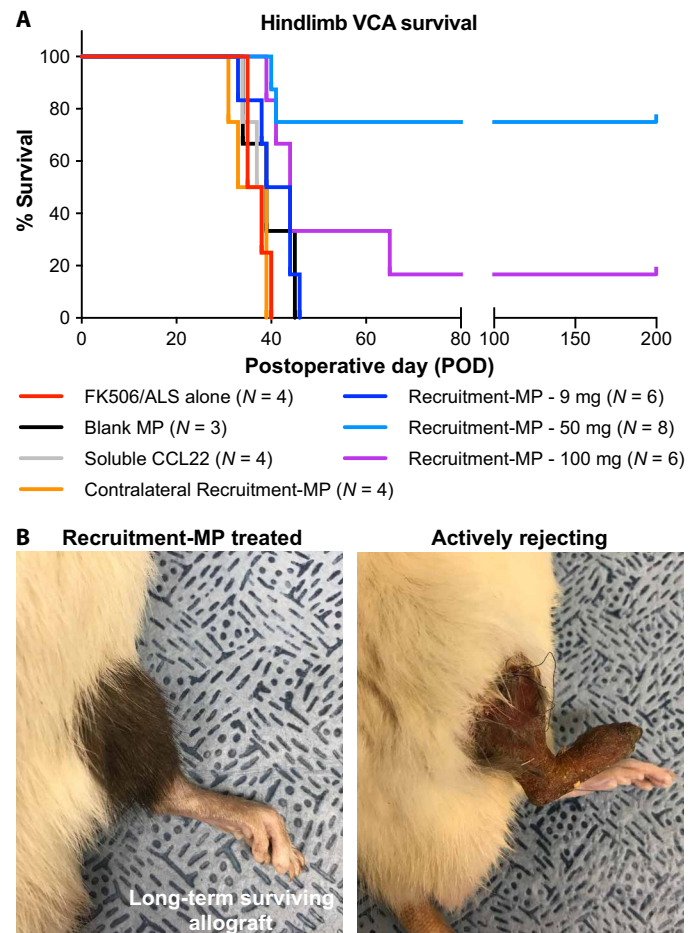 A
Hindlimb VCA survival
100
80
60
40
20
0
% Survival
0 20 40 60 80 100 150 200
Postoperative day (POD)
FK506/ALS alone (N = 4)
Blank MP (N = 3)
Soluble CCL22 (N = 4)
Contralateral Recruitment-MP (N = 4)
Recruitment-MP - 9 mg (N = 6)
Recruitment-MP - 50 mg (N = 8)
Recruitment-MP - 100 mg (N = 6)
B
Recruitment-MP treated
Actively rejecting
Long-term surviving
allograft